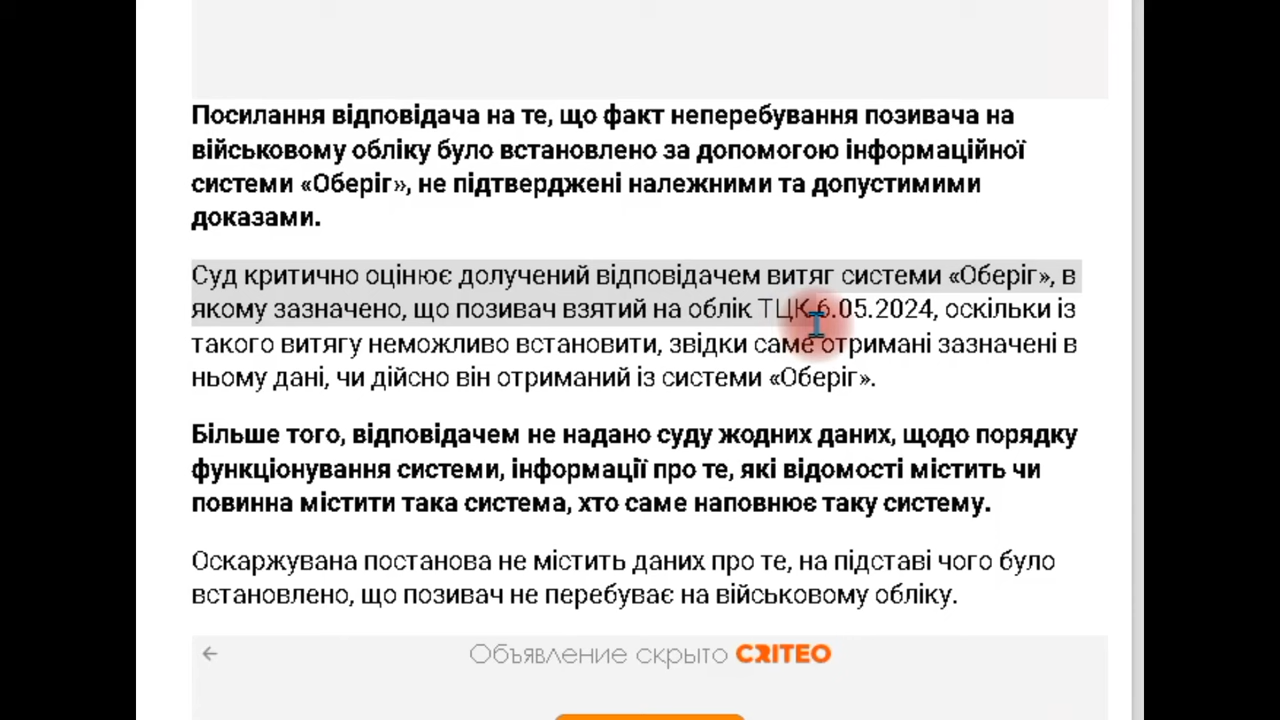 Посилання відповідача на те, що факт неперебування позивача на
військовому обліку було встановлено за допомогою інформаційної
системи «Оберіг», не підтверджені належними та допустимими
доказами.
Суд критично оцінює долучений відповідачем витяг системи «Оберіг», в
якому зазначено, що позивач взятий на облік ТЦК 6.05.2024, оскільки із
такого витягу неможливо встановити, звідки саме отримані зазначені в
ньому дані, чи дійсно він отриманий із системи «Оберіг».
Більше того, відповідачем не надано суду жодних даних, щодо порядку
функціонування системи, інформації про те, які відомості містить чи
повинна містити така система, хто саме наповнює таку систему.
Оскаржувана постанова не містить даних про те, на підставі чого було
встановлено, що позивач не перебуває на військовому обліку.
Объявление скрыто CRITEO